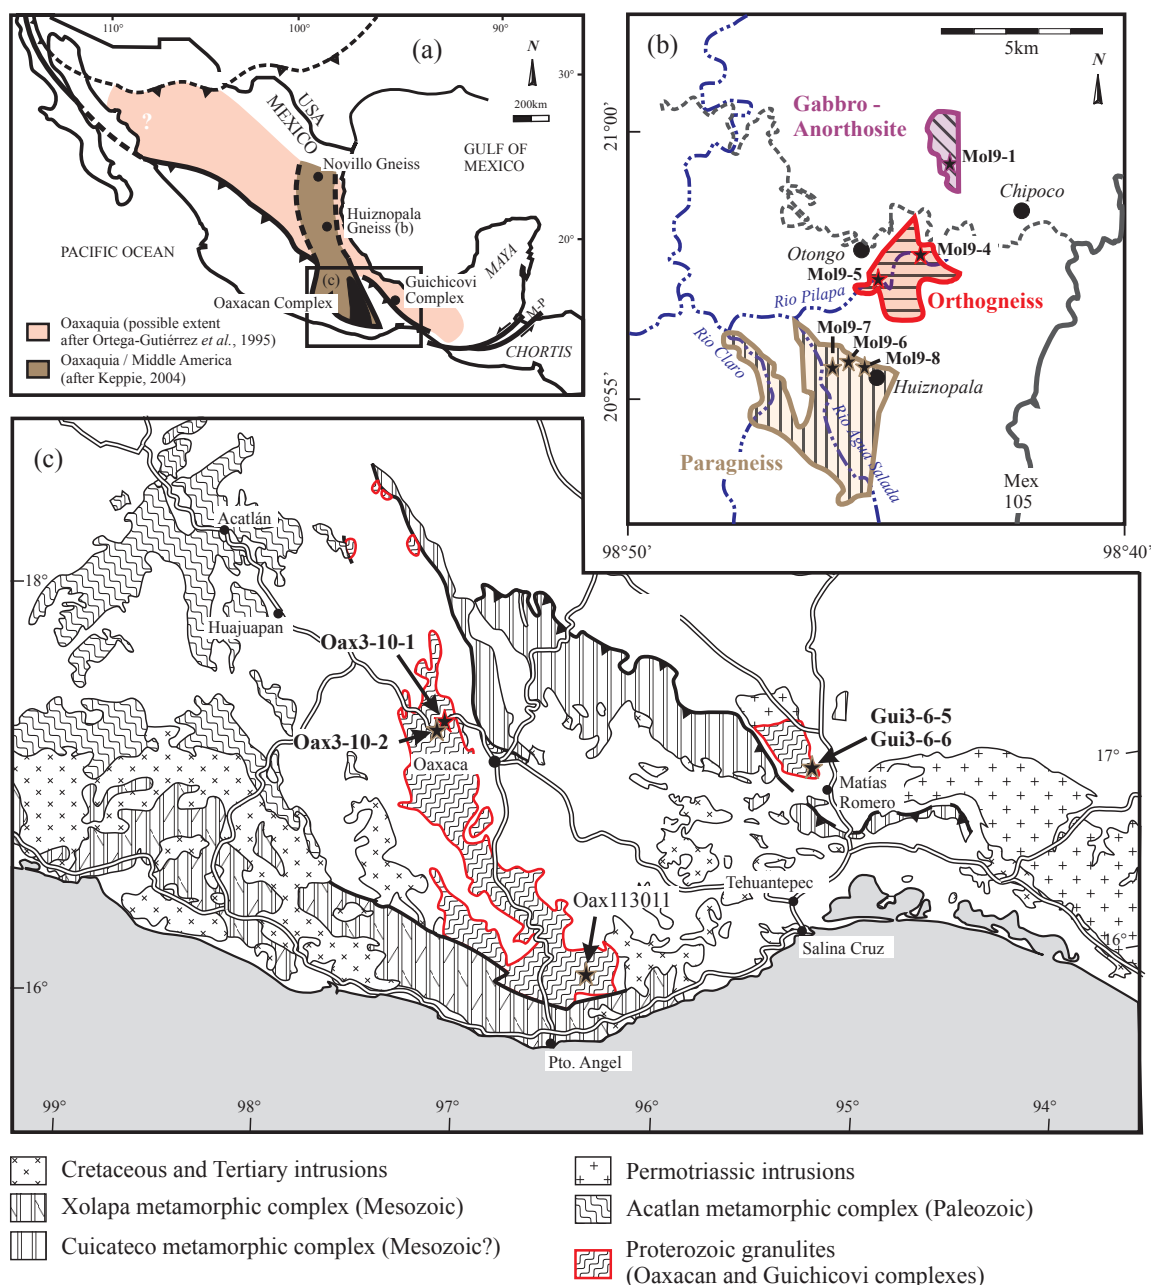 110°
100°
90°
(a)
N
30°
200km
USA
MEXICO
?
GULF OF
MEXICO
Novillo Gneiss
Huiznopala
Gneiss (b)
20°
PACIFIC OCEAN
MAYA
(c)
Guichicovi
Complex
Oaxacan Complex
M-P
CHORTIS
Oaxaquia (possible extent
after Ortega-Gutiérrez et al., 1995)
Oaxaquia / Middle America
(after Keppie, 2004)
(b)
5km
N
Gabbro -
Anorthosite
21°00'
Mol9-1
Chipoco
Otongo
Mol9-4
Mol9-5
Rio Pilapa
Orthogneiss
Mol9-7
Mol9-6
Mol9-8
Rio Claro
Huiznopala
20°55'
Rio Agua Salada
Paragneiss
Mex
105
98°50'
98°40'
(c)
Acatlán
18°
Huajuapan
Oax3-10-1
Oax3-10-2
Oaxaca
Gui3-6-5
Gui3-6-6
17°
Matías
Romero
Tehuantepec
Oax113011
16°
Salina Cruz
16°
Pto. Angel
99°
98°
97°
96°
95°
94°
Cretaceous and Tertiary intrusions
Xolapa metamorphic complex (Mesozoic)
Cuicateco metamorphic complex (Mesozoic?)
Permotriassic intrusions
Acatlan metamorphic complex (Paleozoic)
Proterozoic granulites
(Oaxacan and Guichicovi complexes)